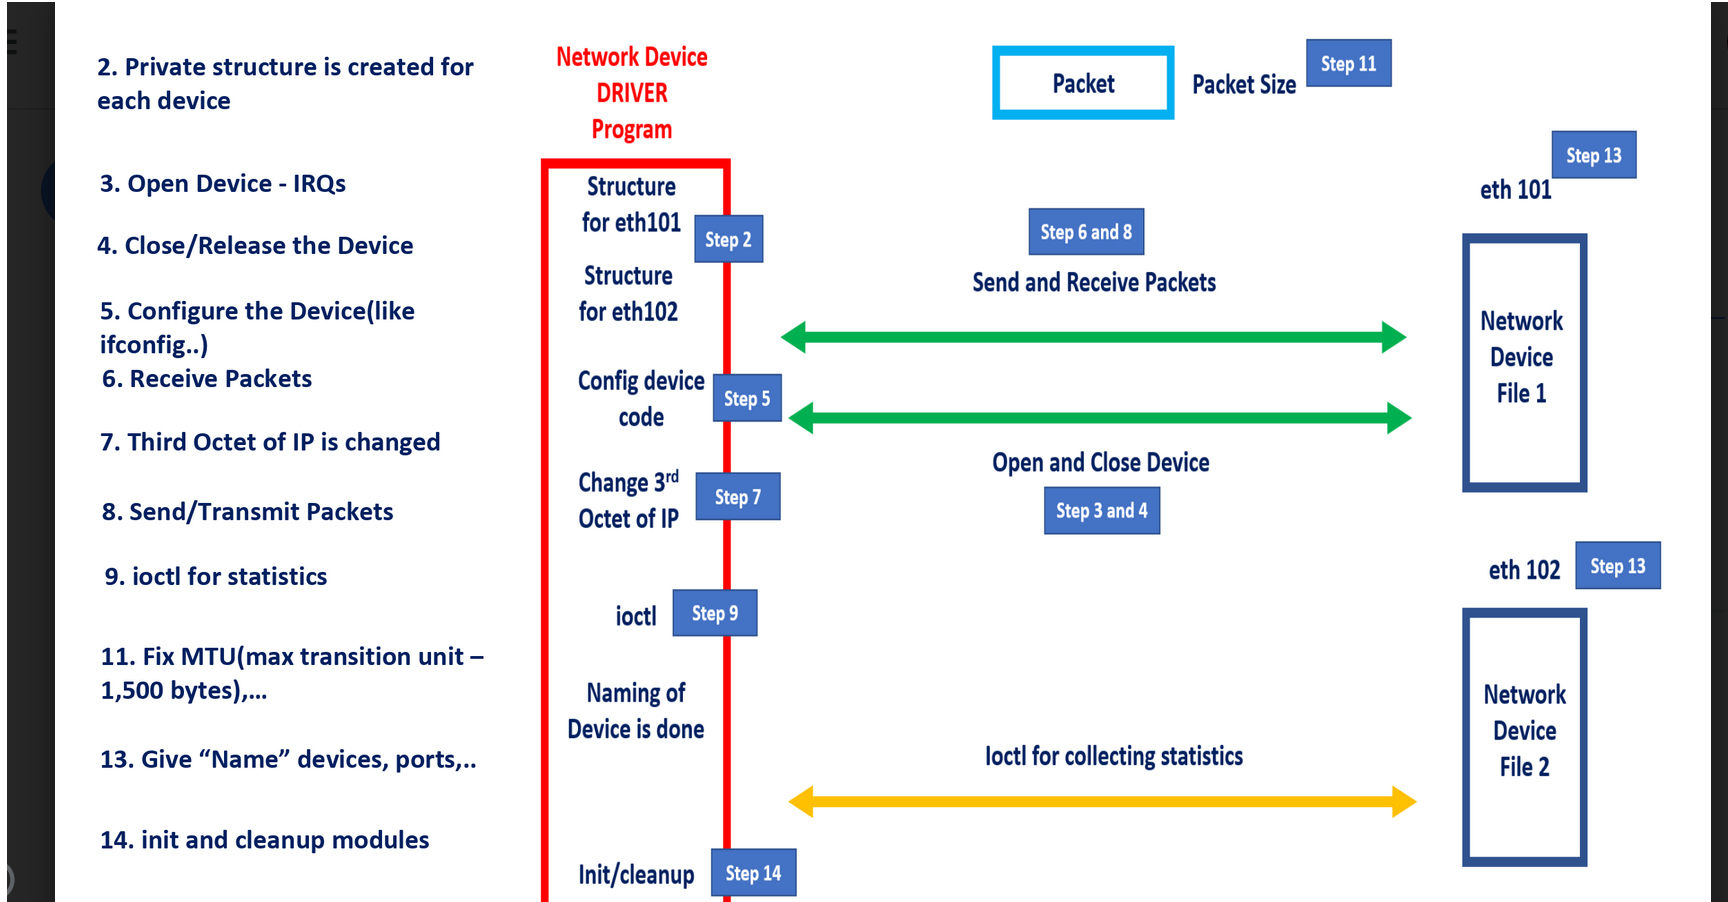 2. Private structure is created for
each device
3. Open Device - IRQs
4. Close/Release the Device
5. Configure the Device(like
ifconfig..)
6. Receive Packets
7. Third Octet of IP is changed
8. Send/Transmit Packets
9. ioctl for statistics
11. Fix MTU(max transition unit –
1,500 bytes),...
13. Give “Name” devices, ports,..
14. init and cleanup modules
Network Device
DRIVER
Program
Structure
for eth101
Step 2
Structure
for eth102
Config device
code
Step 5
Change 3rd
Octet of IP
Step 7
ioctl
Step 9
Naming of
Device is done
Init/cleanup
Step 14
Packet
Packet Size
Step 11
Step 6 and 8
Send and Receive Packets
Open and Close Device
Step 3 and 4
Ioctl for collecting statistics
Step 13
eth 101
Network
Device
File 1
eth 102
Step 13
Network
Device
File 2